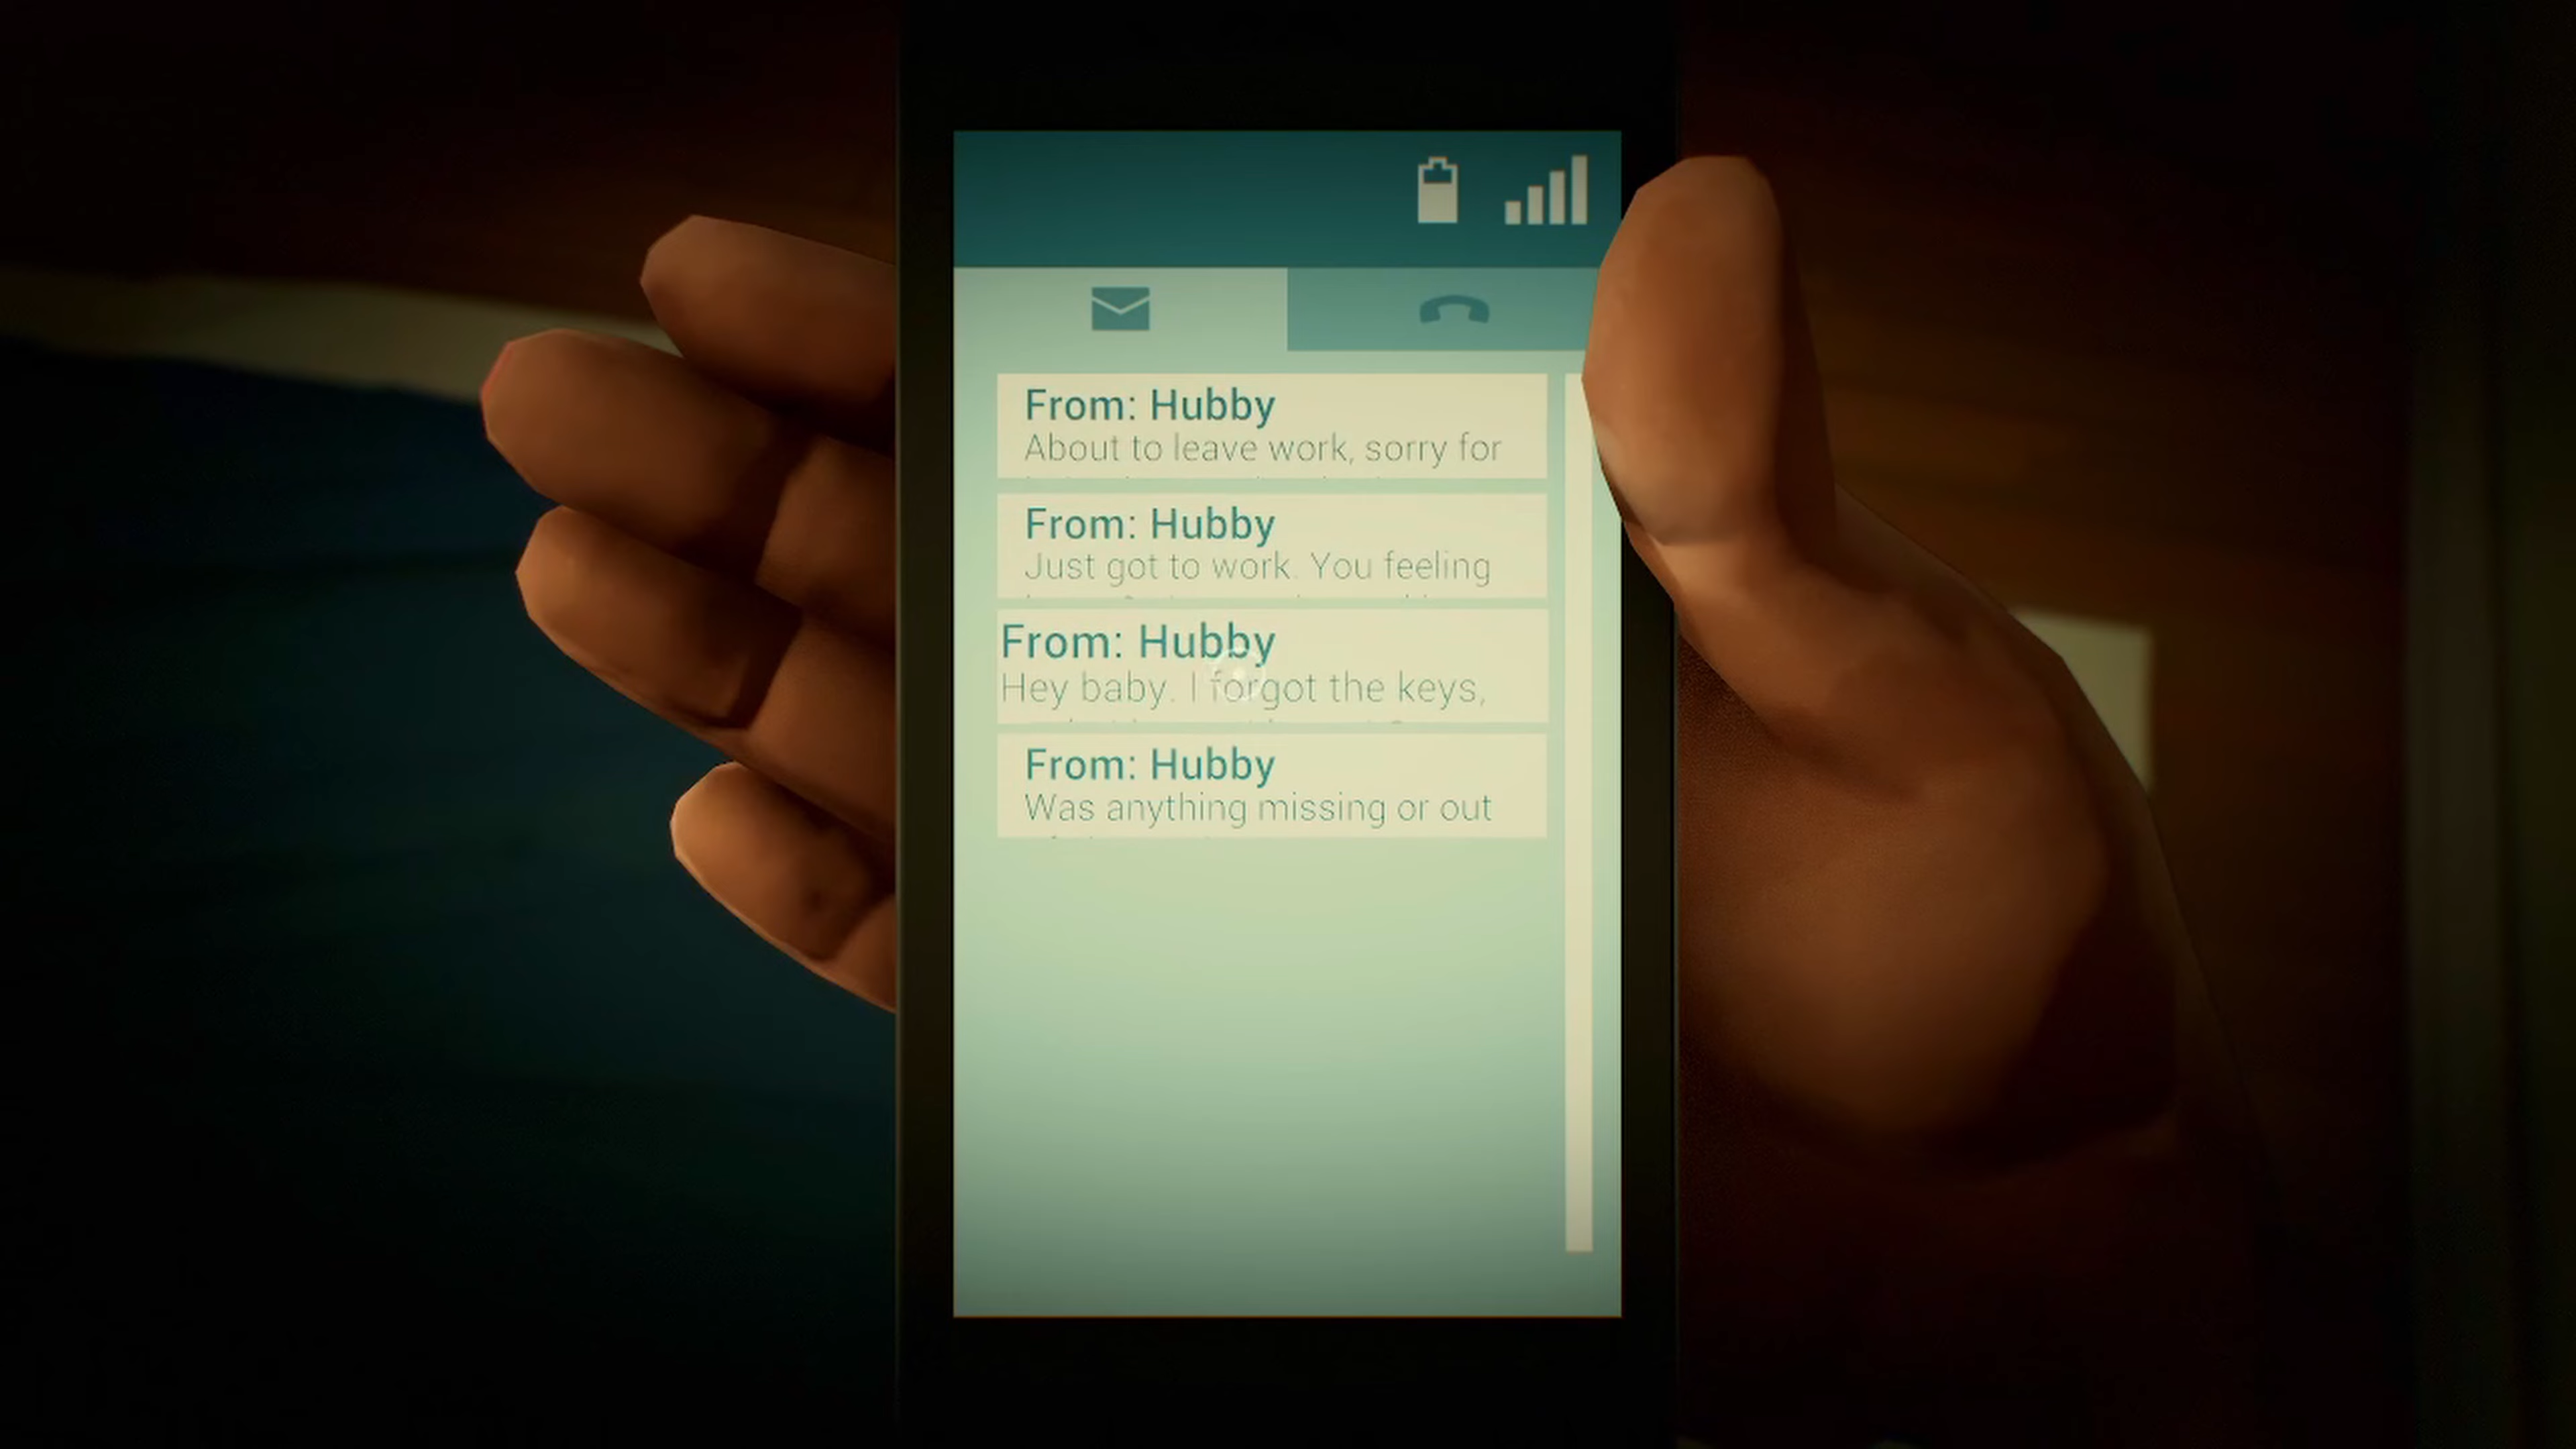 From: Hubby
About to leave work, sorry for
From: Hubby
Just got to work. You feeling
From: Hubby
Hey baby. I forgot the keys,
From: Hubby
Was anything missing or out